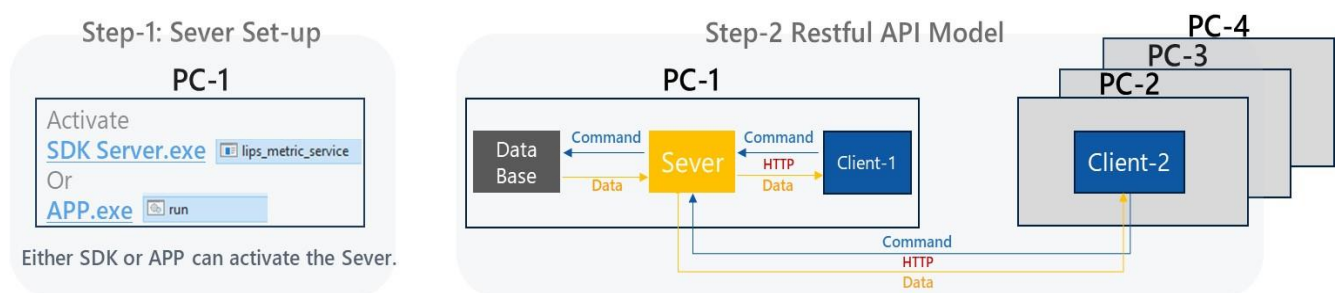 Step-1: Sever Set-up
PC-1
Activate
SDK Server.exe lips_metric_service
Or
APP.exe run
Either SDK or APP can activate the Sever.
Step-2 Restful API Model
PC-4
PC-3
PC-2
PC-1
Data
Base
Command
Data
Sever
Command
HTTP
Data
Client-1
Client-2
Command
HTTP
Data